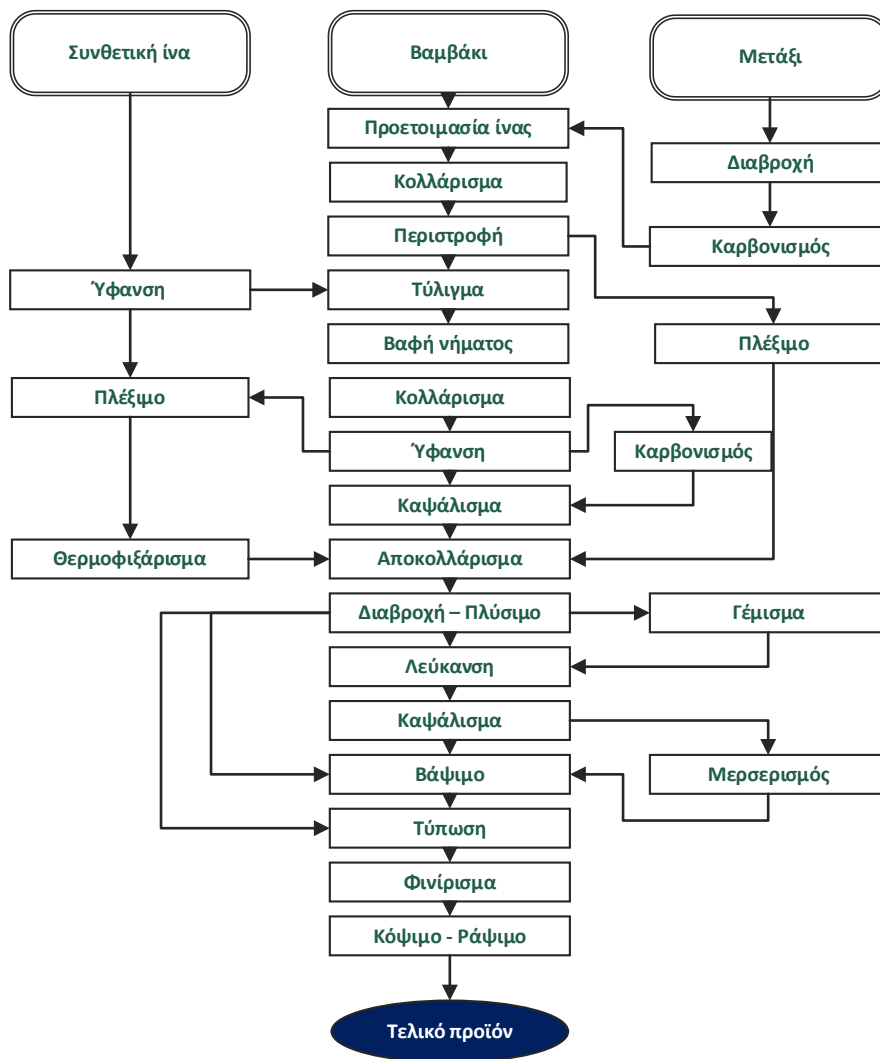 Συνθετική ίνα
Βαμβάκι
Μετάξι
Προετοιμασία ίνας
Διαβροχή
Κολλάρισμα
Περιστροφή
Καρβονισμός
Ύφανση
Τύλιγμα
Βαφή νήματος
Πλέξιμο
Πλέξιμο
Κολλάρισμα
Ύφανση
Καρβονισμός
Καψάλισμα
Θερμοφιξάρισμα
Αποκολλάρισμα
Διαβροχή – Πλύσιμο
Γέμισμα
Λεύκανση
Καψάλισμα
Βάψιμο
Μερσερισμός
Τύπωση
Φινίρισμα
Κόψιμο - Ράψιμο
Τελικό προϊόν